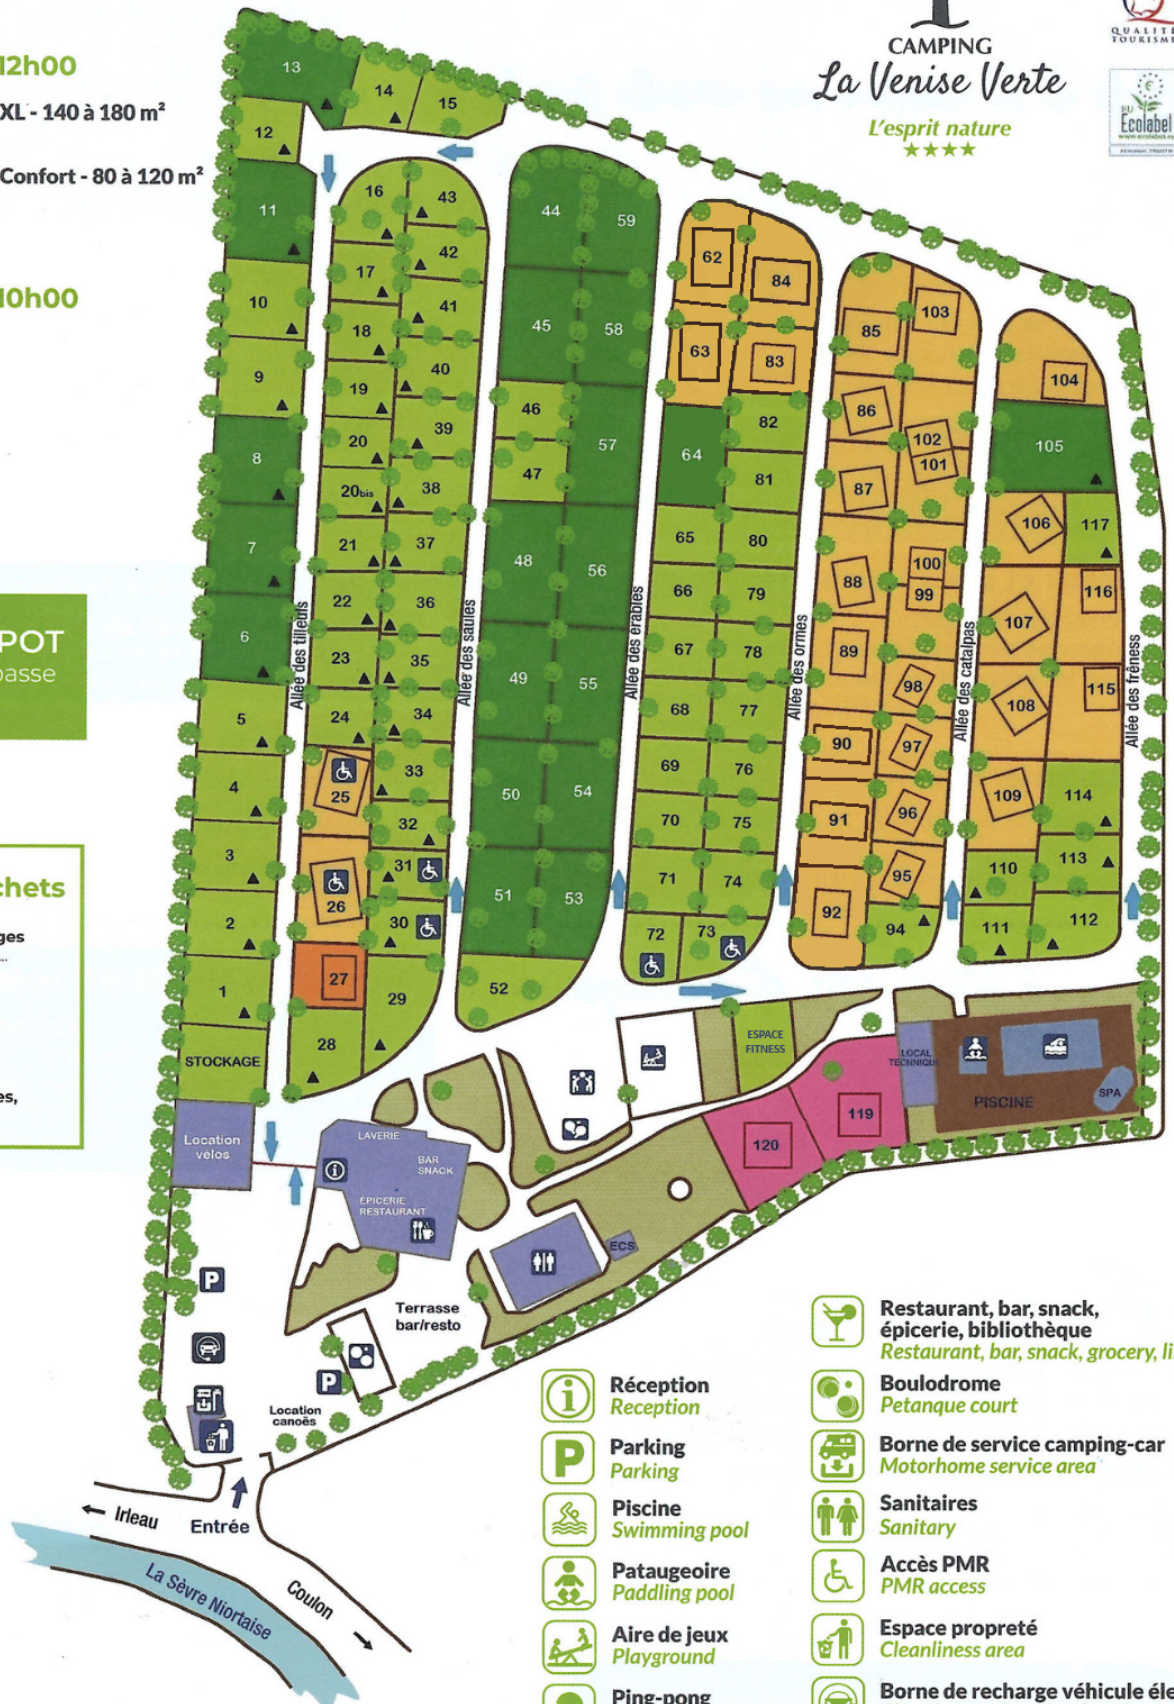 12h00
XL - 140 à 180 m²
Confort - 80 à 120 m²
10h00
CAMPING
La Venise Verte
L'esprit nature
QUALITÉ
TOURISME
EU
Ecolabel
13
14
15
12
11
10
9
8
7
6
5
4
3
2
1
STOCKAGE
Location
vélos
Allée des tilleuls
16
43
17
42
18
41
19
40
20
39
20bis
38
21
37
22
36
23
35
24
34
25
33
32
26
31
30
27
29
28
Allée des saules
44
59
45
58
46
57
47
48
56
49
55
50
54
51
53
52
Allée des érables
62
84
63
83
64
82
81
65
80
66
79
67
78
68
77
69
76
70
75
71
74
72
73
Allée des ormes
85
103
86
102
101
87
100
88
99
89
98
90
97
91
96
95
92
94
Allée des catalpas
104
105
106
117
116
107
115
108
109
114
110
113
111
112
Allée des frêness
ESPACE
FITNESS
LOCAL
TECHNIQUE
PISCINE
SPA
119
120
LAVERIE
BAR
SNACK
ÉPICERIE
RESTAURANT
ECS
P
Terrasse
bar/resto
P
Location
canoës
Entrée
Irleau
Coulon
La Sèvre Niortaise
Réception
Reception
P
Parking
Parking
Piscine
Swimming pool
Pataugeoire
Paddling pool
Aire de jeux
Playground
Ping-pong
Restaurant, bar, snack,
épicerie, bibliothèque
Restaurant, bar, snack, grocery, li
Boulodrome
Petanque court
Borne de service camping-car
Motorhome service area
Sanitaires
Sanitary
Accès PMR
PMR access
Espace propreté
Cleanliness area
Borne de recharge véhicule éle
POT
passe
chets
ges
es,